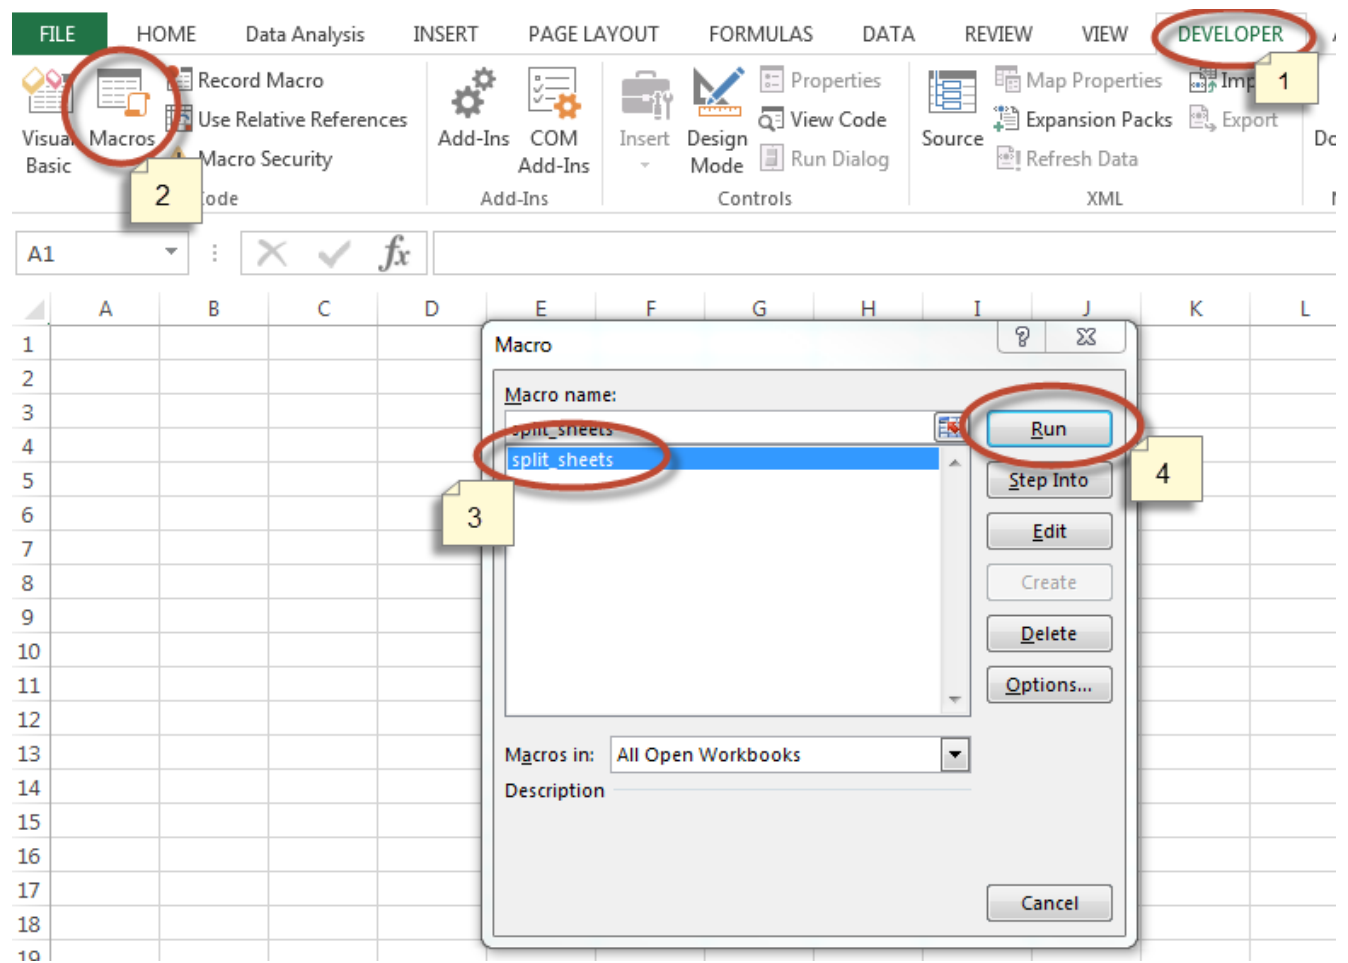 FILE HOME Data Analysis INSERT PAGE LAYOUT FORMULAS DATA REVIEW VIEW DEVELOPER
1
Visual Basic
Macros
Record Macro
Use Relative References
Macro Security
2
Add-Ins
COM Add-Ins
Add-Ins
Insert
Design Mode
Properties
View Code
Run Dialog
Controls
Source
Map Properties
Expansion Packs
Refresh Data
Export
XML
A1
fx
A B C D E F G H I J K L
1
2
3
4
5
6
7
8
9
10
11
12
13
14
15
16
17
18
19
Macro
?
Macro name:
split_sheets
split_sheets
3
Run
4
Step Into
Edit
Create
Delete
Options...
Macros in: All Open Workbooks
Description
Cancel